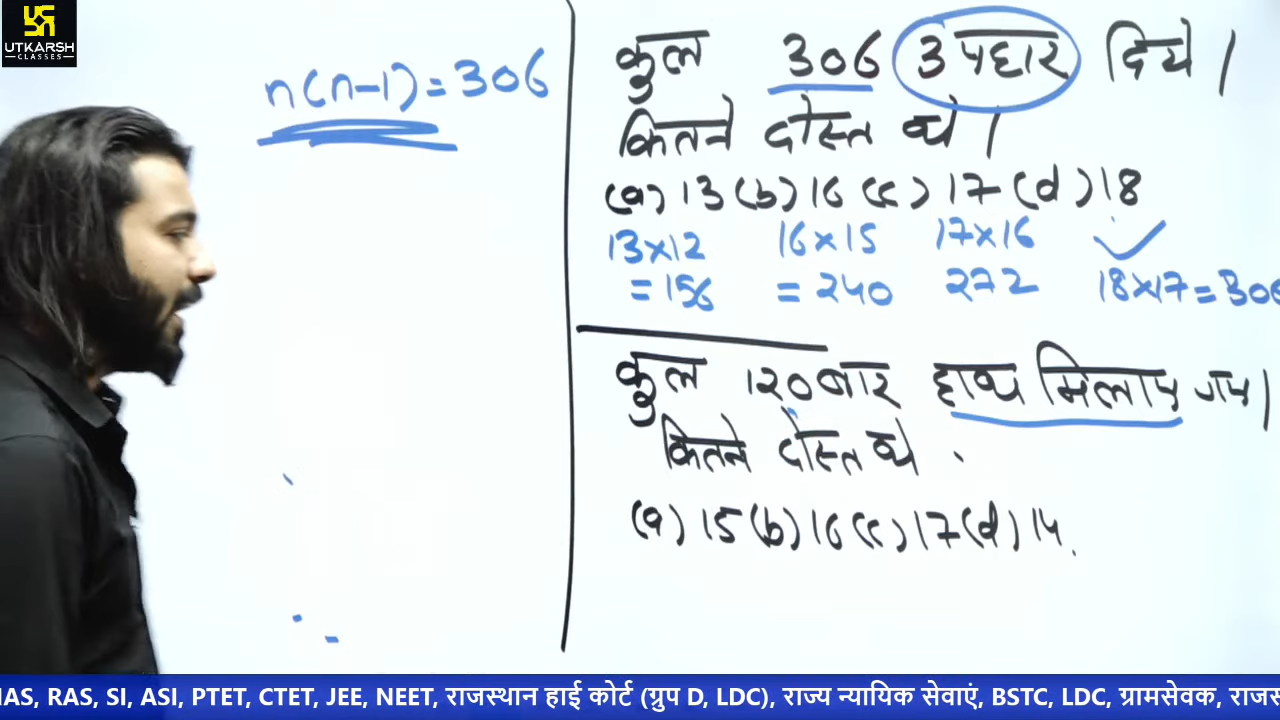 UTKARSH
CLASSES
n(n-1)=306
कुल 306 उपहार दिये।
कितने दोस्त थे।
(a) 13 (b) 16 (c) 17 (d) 18
13×12 16×15 17×16
=156 =240 272 18×17=306
कुल 120 बार हाथ मिलाए गए।
कितने दोस्त थे .
(a) 15 (b) 16 (c) 17 (d) 14
IAS, RAS, SI, ASI, PTET, CTET, JEE, NEET, राजस्थान हाई कोर्ट (ग्रुप D, LDC), राज्य न्यायिक सेवाएं, BSTC, LDC, ग्रामसेवक, राजस